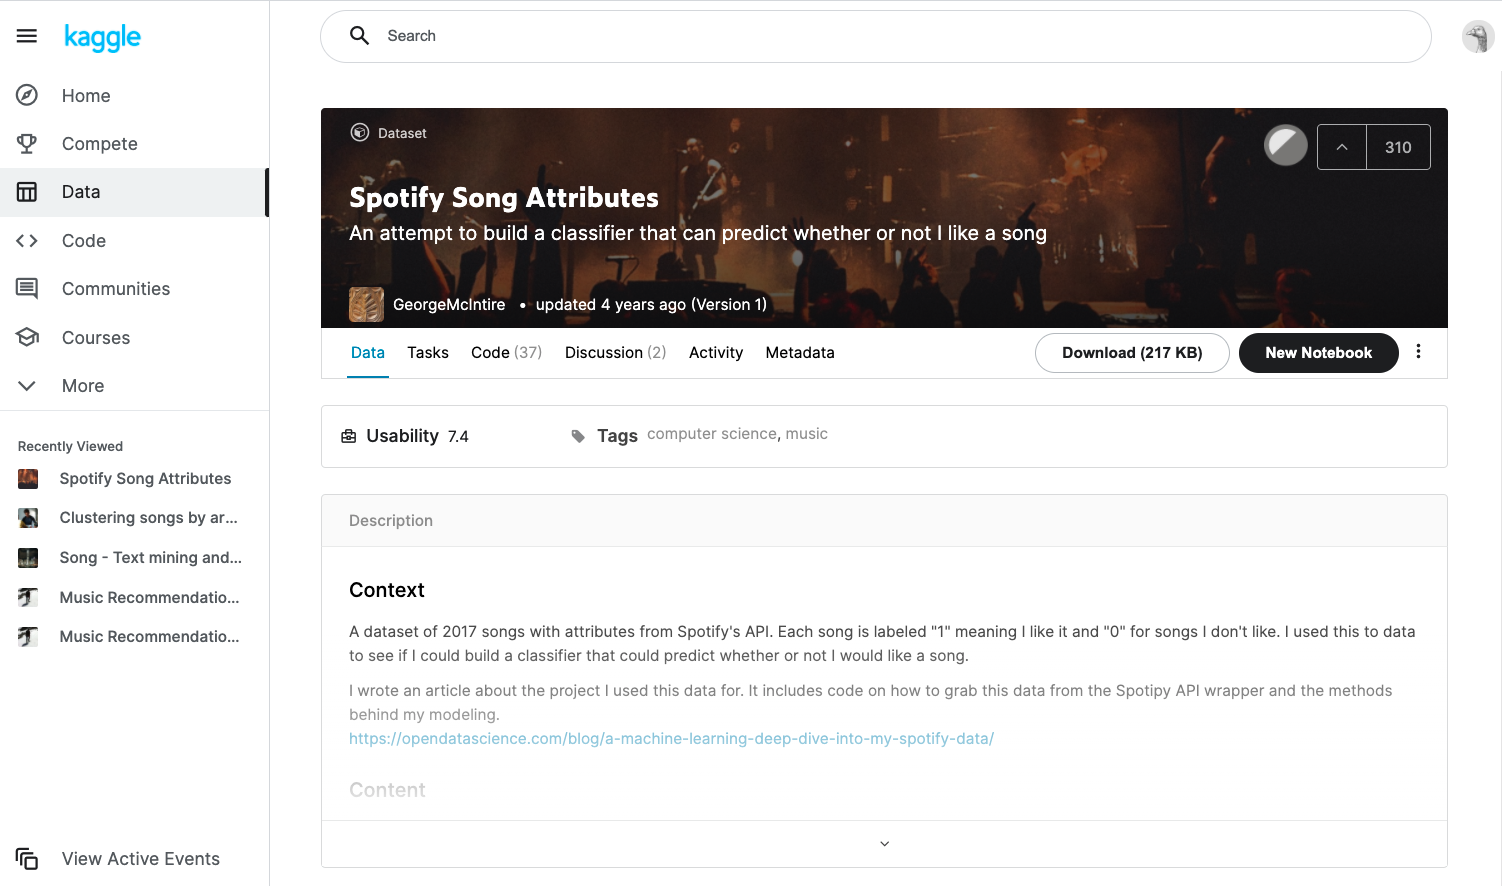 kaggle
Search
Home
Compete
Data
Code
Communities
Courses
More
Recently Viewed
Spotify Song Attributes
Clustering songs by ar...
Song - Text mining and...
Music Recommendatio...
Music Recommendatio...
View Active Events
Dataset
310
Spotify Song Attributes
An attempt to build a classifier that can predict whether or not I like a song
GeorgeMcIntire • updated 4 years ago (Version 1)
Data Tasks Code (37) Discussion (2) Activity Metadata Download (217 KB) New Notebook
Usability 7.4 Tags computer science, music
Description
Context
A dataset of 2017 songs with attributes from Spotify's API. Each song is labeled "1" meaning I like it and "0" for songs I don't like. I used this to data
to see if I could build a classifier that could predict whether or not I would like a song.
I wrote an article about the project I used this data for. It includes code on how to grab this data from the Spotipy API wrapper and the methods
behind my modeling.
https://opendatascience.com/blog/a-machine-learning-deep-dive-into-my-spotify-data/
Content